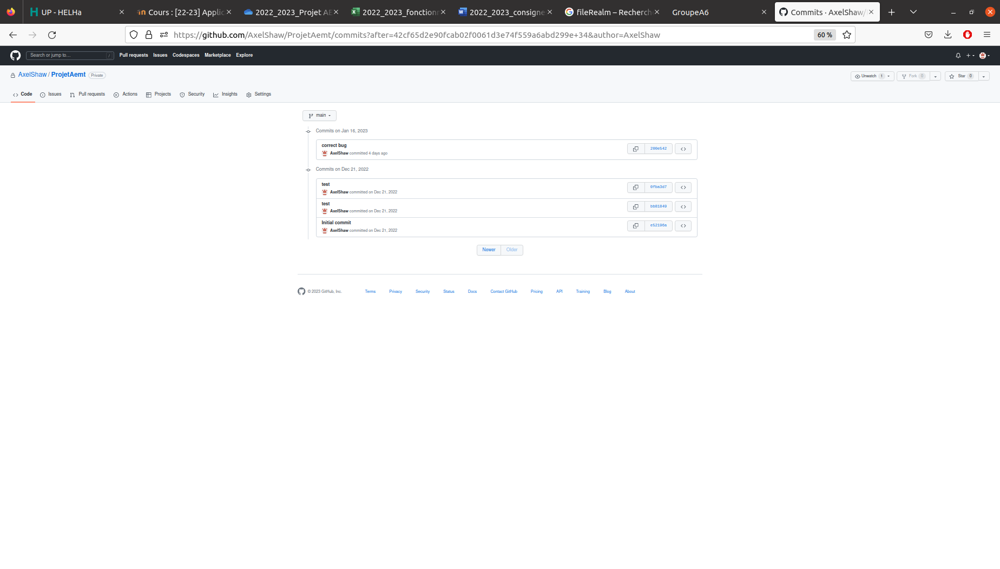 UP - HELHa
Cours : [22-23] Applic
2022_2023_Projet AE
2022_2023_fonctionn
2022_2023_consigne
fileRealm – Recherch
GroupeA6
Commits · AxelShaw/
https://github.com/AxelShaw/ProjetAemt/commits?after=42cf65d2e90fcab02f0061d3e74f559a6abd299e+34&author=AxelShaw
60 %
Search or jump to... /
Pull requests Issues Codespaces Marketplace Explore
AxelShaw / ProjetAemt Private
Unwatch 1
Fork 0
Star 0
Code Issues Pull requests Actions Projects Security Insights Settings
main
Commits on Jan 16, 2023
correct bug
200e542
AxelShaw committed 4 days ago
Commits on Dec 21, 2022
test
0fba3d7
AxelShaw committed on Dec 21, 2022
test
bb81849
AxelShaw committed on Dec 21, 2022
Initial commit
e52196a
AxelShaw committed on Dec 21, 2022
Newer Older
© 2023 GitHub, Inc. Terms Privacy Security Status Docs Contact GitHub Pricing API Training Blog About